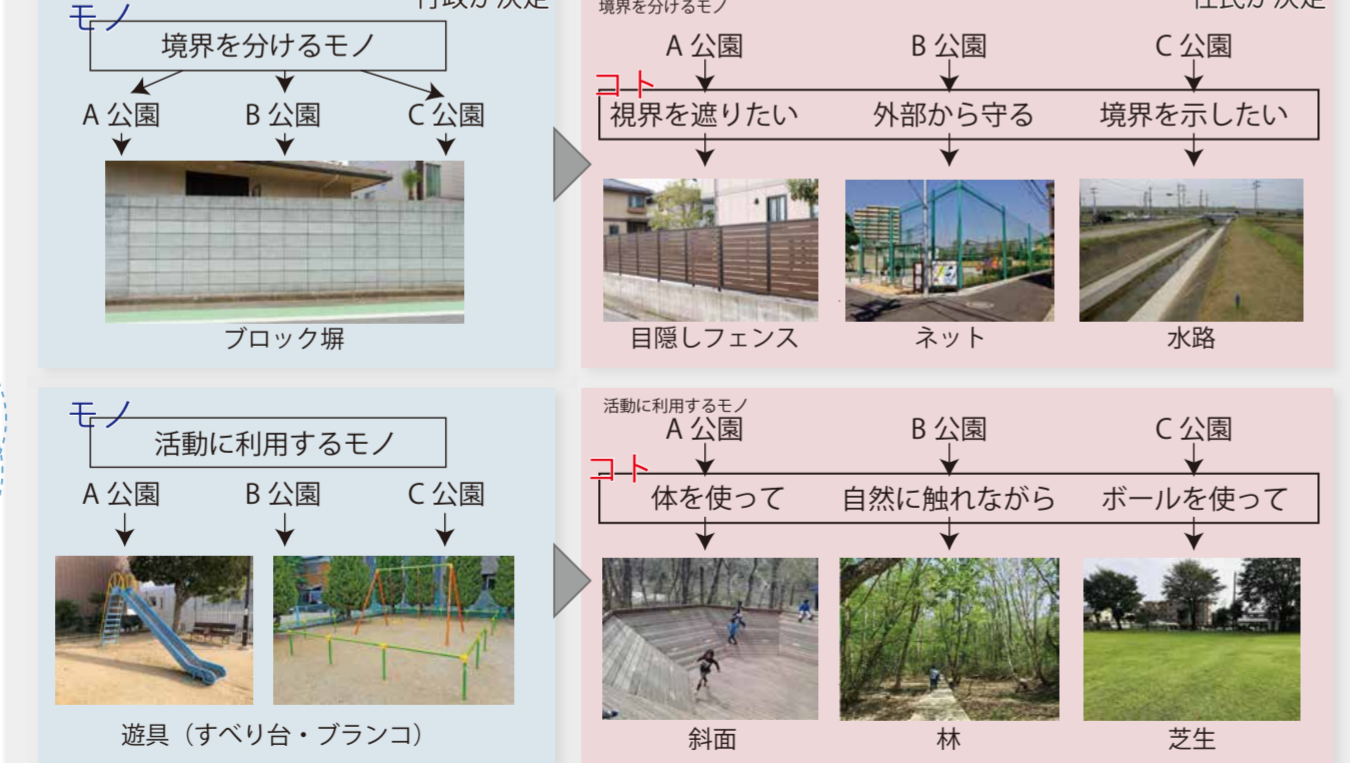 行政が決定
モノ
境界を分けるモノ
A 公園 B 公園 C 公園
ブロック塀
境界を分けるモノ
住民が決定
A 公園 B 公園 C 公園
コト
視界を遮りたい 外部から守る 境界を示したい
目隠しフェンス ネット 水路
モノ
活動に利用するモノ
A 公園 B 公園 C 公園
遊具（すべり台・ブランコ）
活動に利用するモノ
A 公園 B 公園 C 公園
コト
体を使って 自然に触れながら ボールを使って
斜面 林 芝生